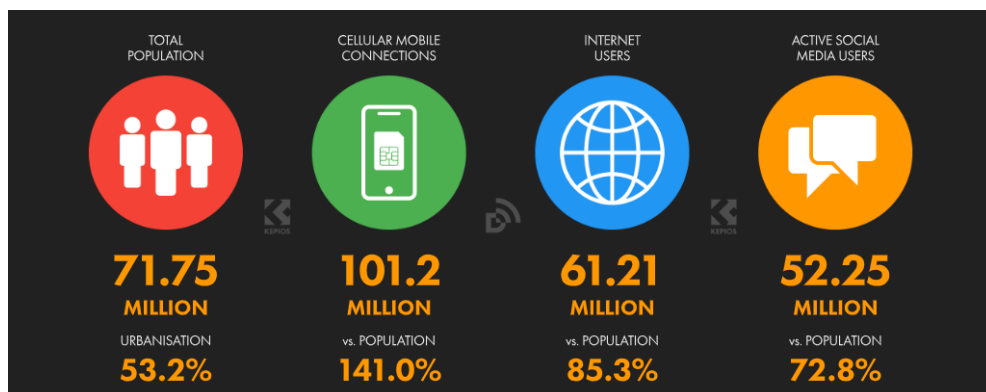 TOTAL
POPULATION
CELLULAR MOBILE
CONNECTIONS
INTERNET
USERS
ACTIVE SOCIAL
MEDIA USERS
KEPIOS
KEPIOS
71.75
MILLION
URBANISATION
53.2%
101.2
MILLION
vs. POPULATION
141.0%
61.21
MILLION
vs. POPULATION
85.3%
52.25
MILLION
vs. POPULATION
72.8%